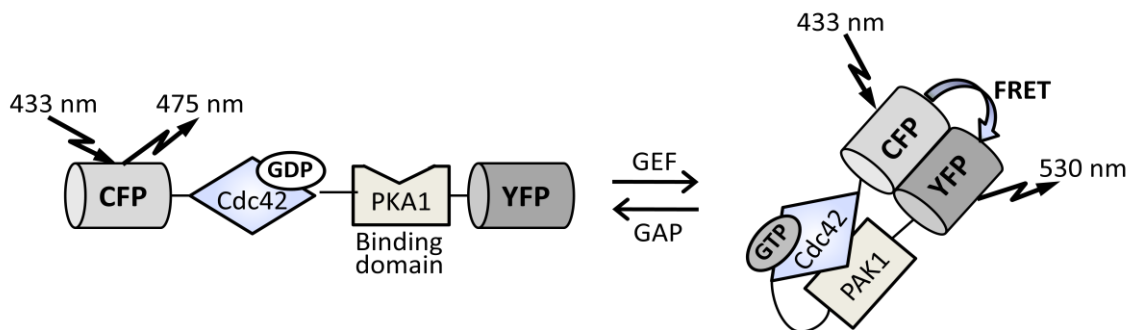 433 nm
475 nm
CFP
Cdc42
GDP
PKA1
YFP
Binding
domain
GEF
GAP
433 nm
FRET
CFP
YFP
530 nm
GTP
Cdc42
PAK1